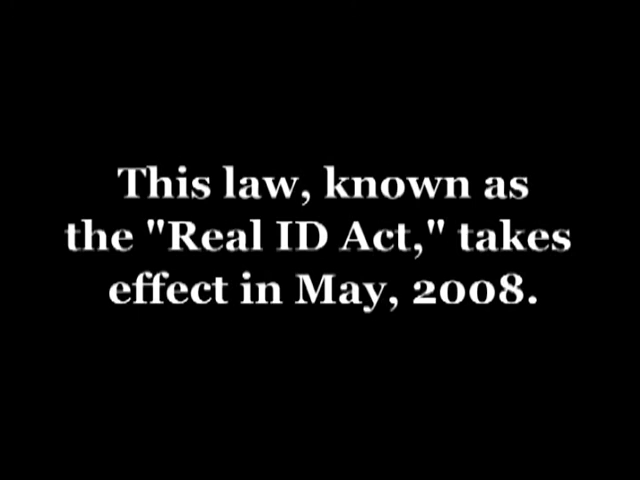 This law, known as
the "Real ID Act," takes
effect in May, 2008.